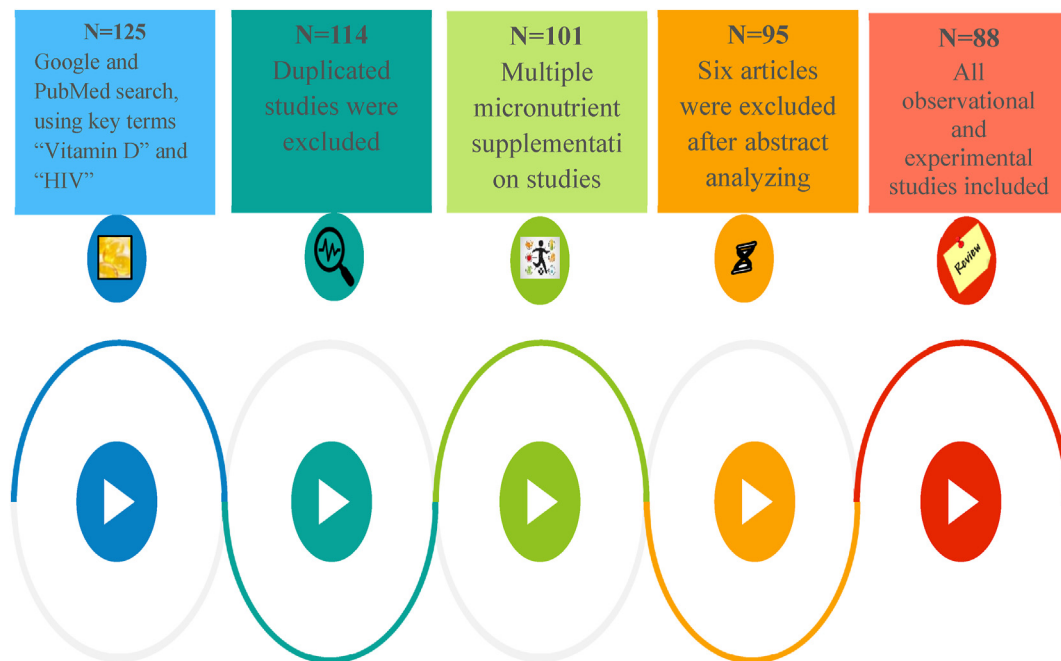 N=125
Google and
PubMed search,
using key terms
“Vitamin D” and
“HIV”
N=114
Duplicated
studies were
excluded
N=101
Multiple
micronutrient
supplementati
on studies
N=95
Six articles
were excluded
after abstract
analyzing
N=88
All
observational
and
experimental
studies included
Review